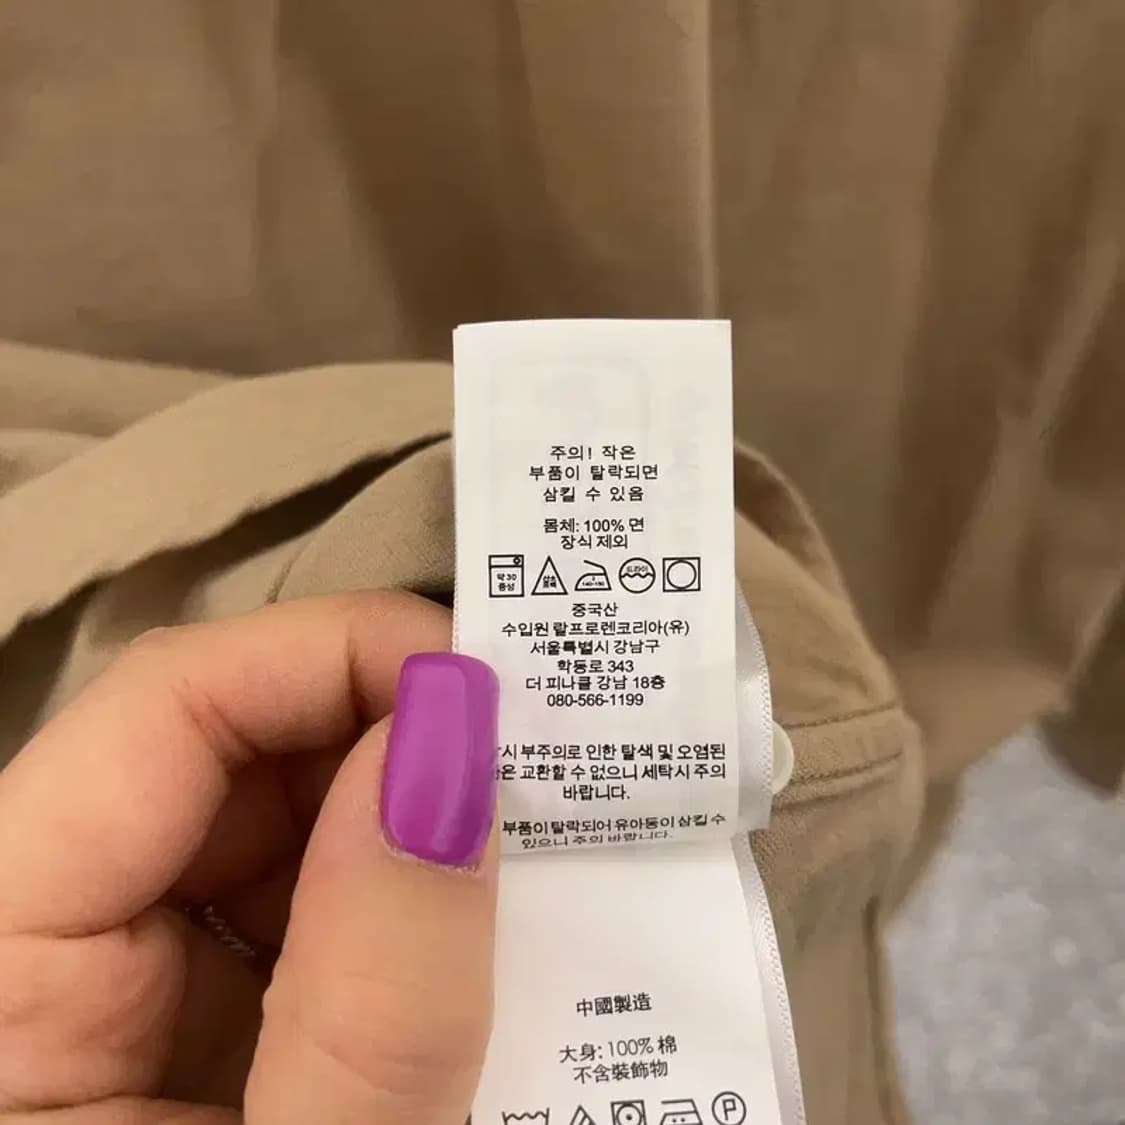 주의! 작은
부품이 탈락되면
삼킬 수 있음
몸체: 100% 면
장식 제외
약 30
중성
140-160
드라이
중국산
수입원 랄프로렌코리아(유)
서울특별시 강남구
학동로 343
더 피나클 강남 18층
080-566-1199
부주의로 인한 탈색 및 오염된
교환할 수 없으니 세탁시 주의
바랍니다.
부품이 탈락되어 유아동이 삼킬 수
있으니 주의 바랍니다.
中國製造
大身: 100% 棉
不含裝飾物
P